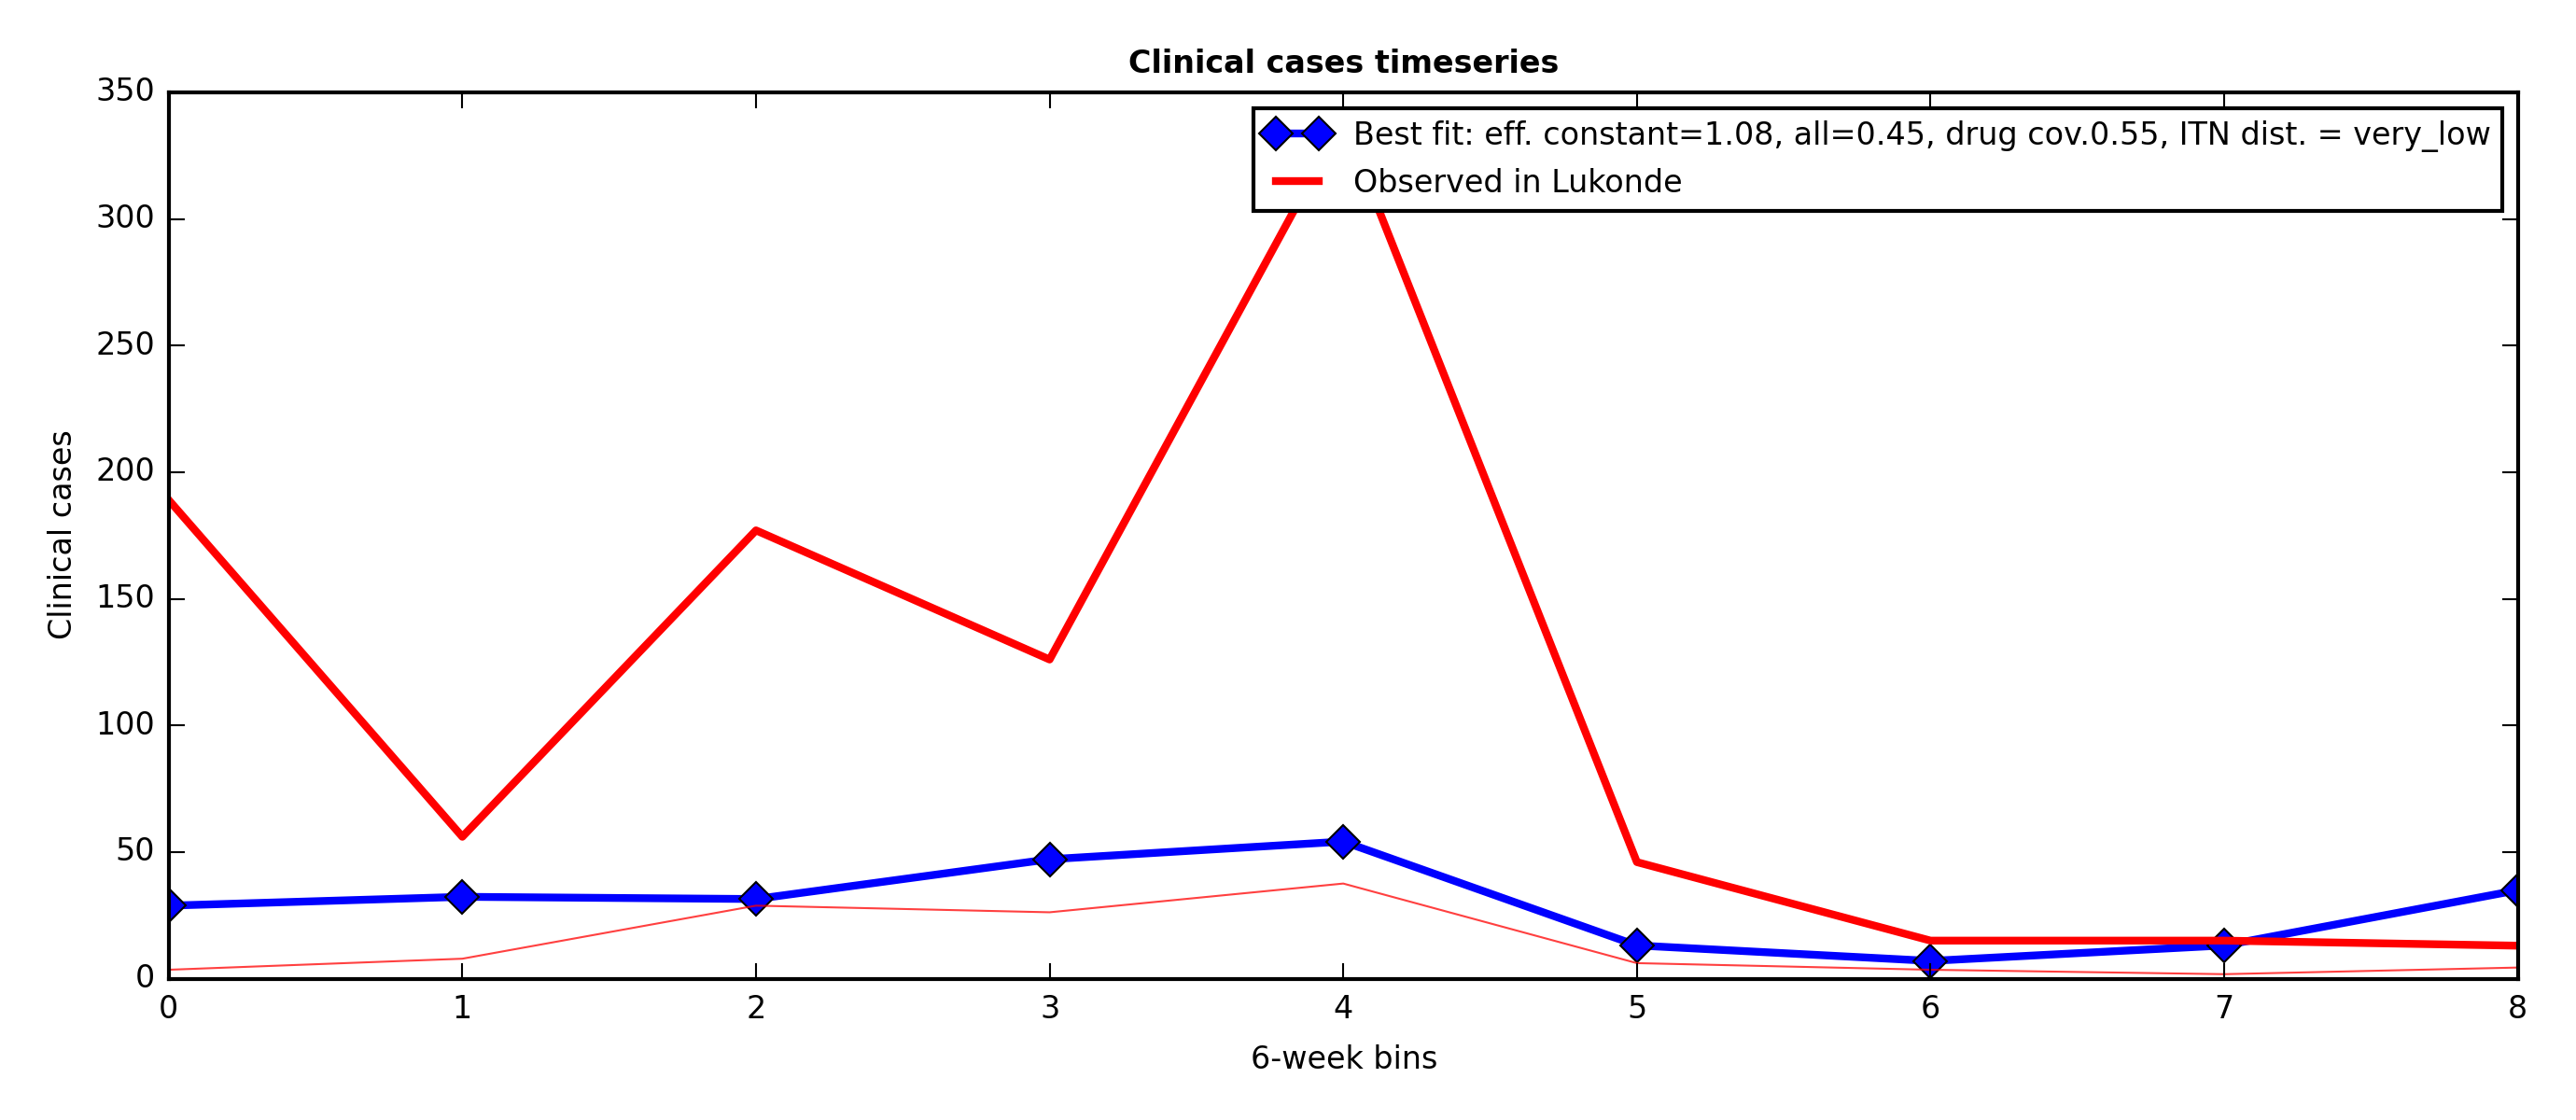 Clinical cases timeseries
350
300
250
200
150
100
50
0
Clinical cases
Best fit: eff. constant=1.08, all=0.45, drug cov.0.55, ITN dist. = very_low
Observed in Lukonde
0 1 2 3 4 5 6 7 8
6-week bins